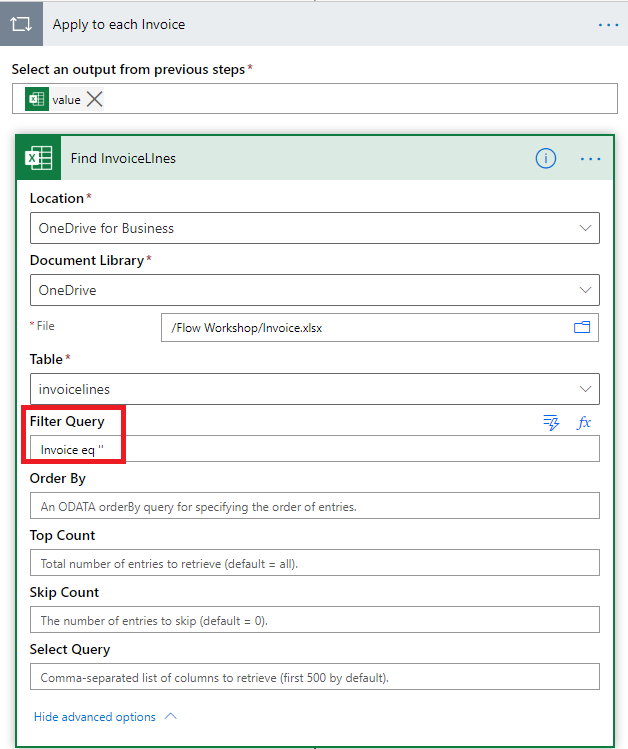 Apply to each Invoice
Select an output from previous steps*
value
Find InvoiceLInes
Location*
OneDrive for Business
Document Library*
OneDrive
* File
/Flow Workshop/Invoice.xlsx
Table*
invoicelines
Filter Query
fx
Invoice eq ''
Order By
An ODATA orderBy query for specifying the order of entries.
Top Count
Total number of entries to retrieve (default = all).
Skip Count
The number of entries to skip (default = 0).
Select Query
Comma-separated list of columns to retrieve (first 500 by default).
Hide advanced options